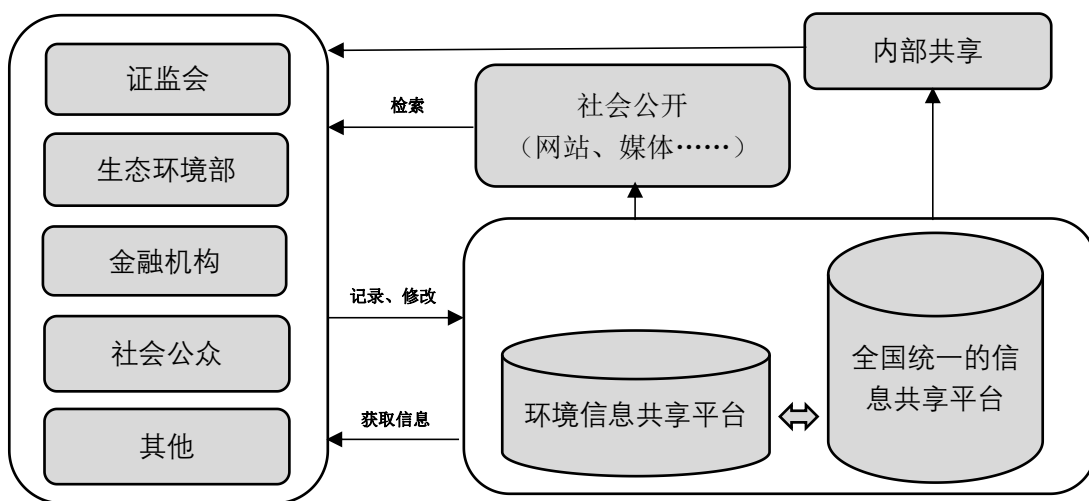 证监会
生态环境部
金融机构
社会公众
其他
内部共享
检索
社会公开
（网站、媒体……）
记录、修改
获取信息
环境信息共享平台
全国统一的信
息共享平台